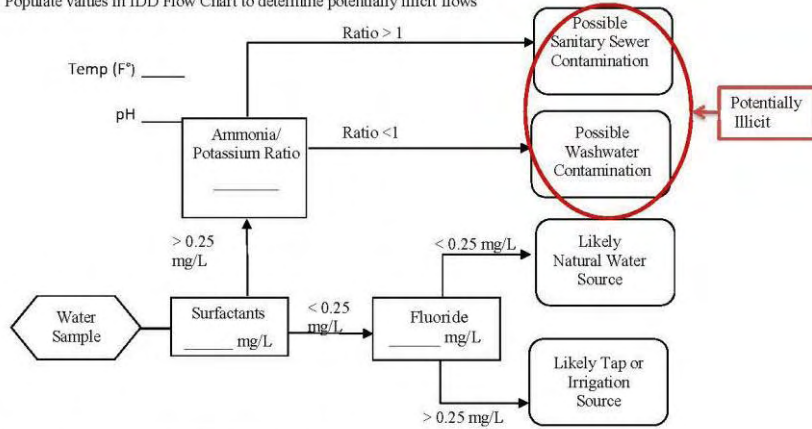 Populate values in IDD Flow Chart to determine potentially illicit flows
Ratio > 1
Possible
Sanitary Sewer
Contamination
Temp (F°) ____
pH ____
Potentially
Illicit
Ammonia/
Potassium Ratio
______
Ratio <1
Possible
Washwater
Contamination
> 0.25
mg/L
< 0.25 mg/L
Likely
Natural Water
Source
Water
Sample
Surfactants
______ mg/L
< 0.25
mg/L
Fluoride
______ mg/L
Likely Tap or
Irrigation
Source
> 0.25 mg/L